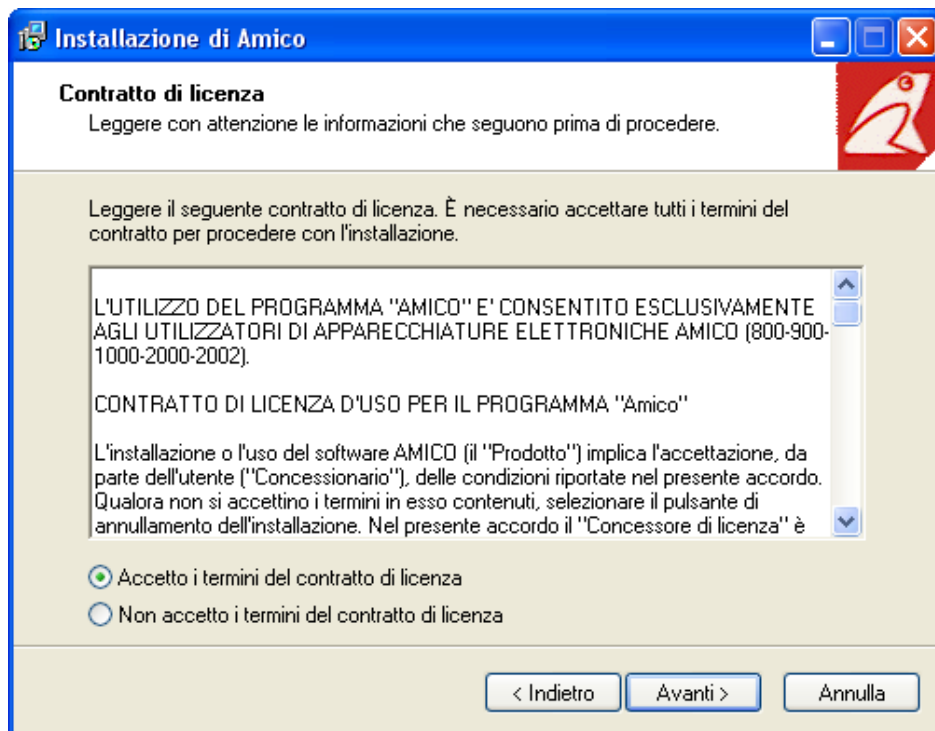 Installazione di Amico
Contratto di licenza
Leggere con attenzione le informazioni che seguono prima di procedere.
Leggere il seguente contratto di licenza. È necessario accettare tutti i termini del
contratto per procedere con l'installazione.
L'UTILIZZO DEL PROGRAMMA "AMICO" E' CONSENTITO ESCLUSIVAMENTE
AGLI UTILIZZATORI DI APPARECCHIATURE ELETTRONICHE AMICO (800-900-
1000-2000-2002).
CONTRATTO DI LICENZA D'USO PER IL PROGRAMMA "Amico"
L'installazione o l'uso del software AMICO (il "Prodotto") implica l'accettazione, da
parte dell'utente ("Concessionario"), delle condizioni riportate nel presente accordo.
Qualora non si accettino i termini in esso contenuti, selezionare il pulsante di
annullamento dell'installazione. Nel presente accordo il "Concessore di licenza" è
Accetto i termini del contratto di licenza
Non accetto i termini del contratto di licenza
< Indietro
Avanti >
Annulla